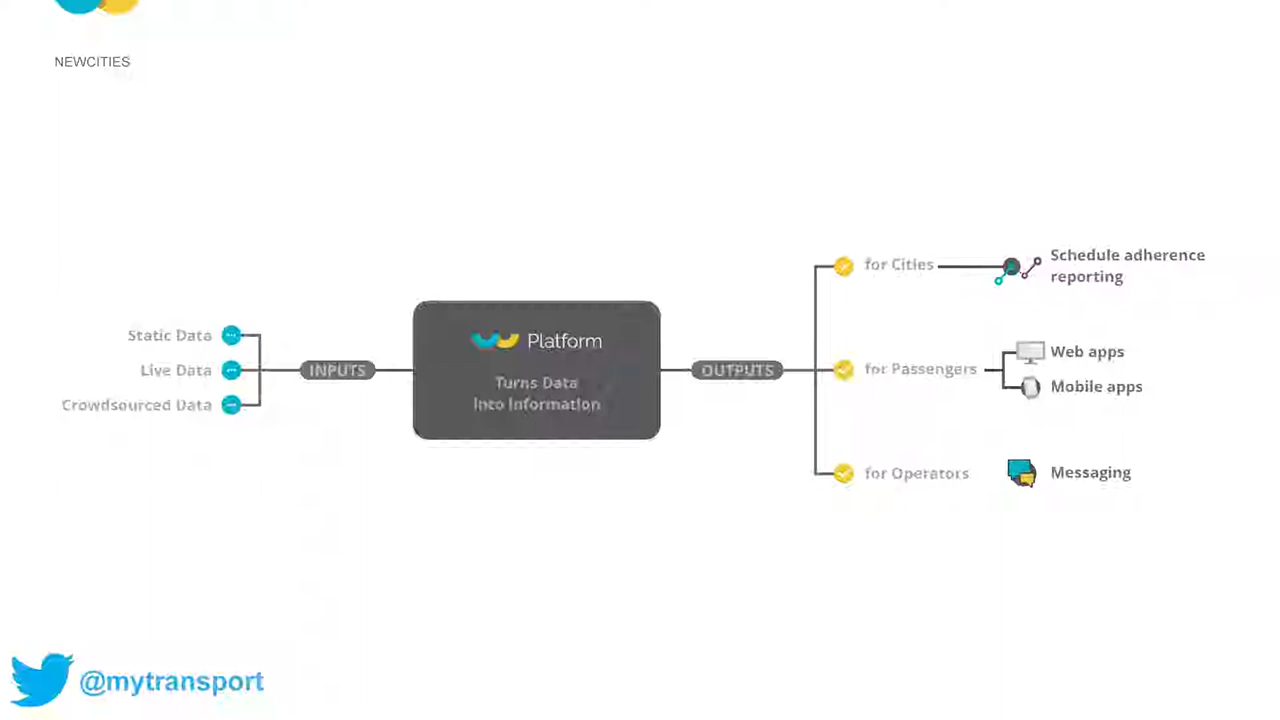 NEWCITIES
Static Data
Live Data
Crowdsourced Data
INPUTS
Platform
Turns Data
Into Information
OUTPUTS
for Cities
Schedule adherence
reporting
for Passengers
Web apps
Mobile apps
for Operators
Messaging
@mytransport